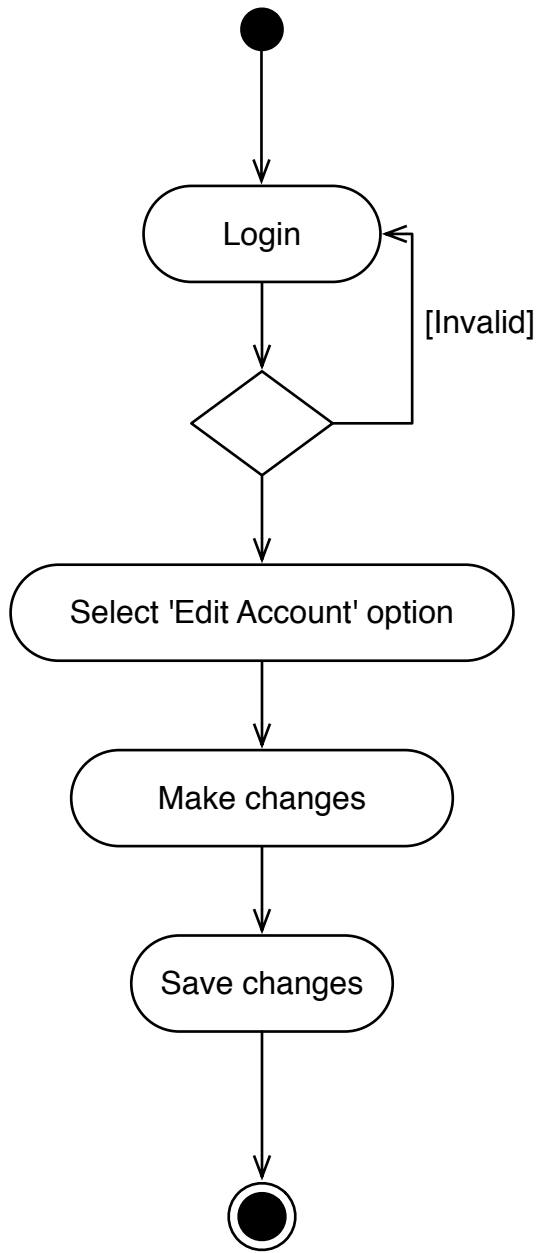 Login
[Invalid]
Select 'Edit Account' option
Make changes
Save changes